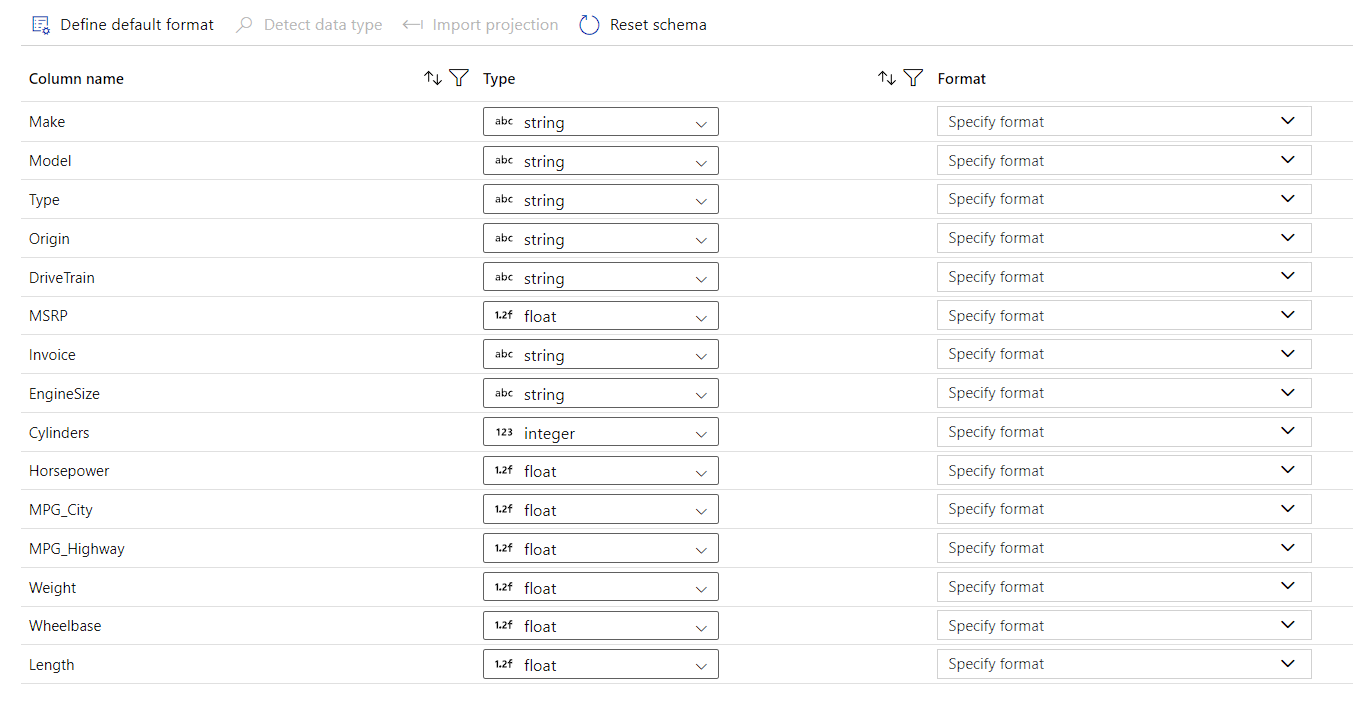 Define default format Detect data type Import projection Reset schema
Column name Type Format
Make abc string Specify format
Model abc string Specify format
Type abc string Specify format
Origin abc string Specify format
DriveTrain abc string Specify format
MSRP 1.2f float Specify format
Invoice abc string Specify format
EngineSize abc string Specify format
Cylinders 123 integer Specify format
Horsepower 1.2f float Specify format
MPG_City 1.2f float Specify format
MPG_Highway 1.2f float Specify format
Weight 1.2f float Specify format
Wheelbase 1.2f float Specify format
Length 1.2f float Specify format